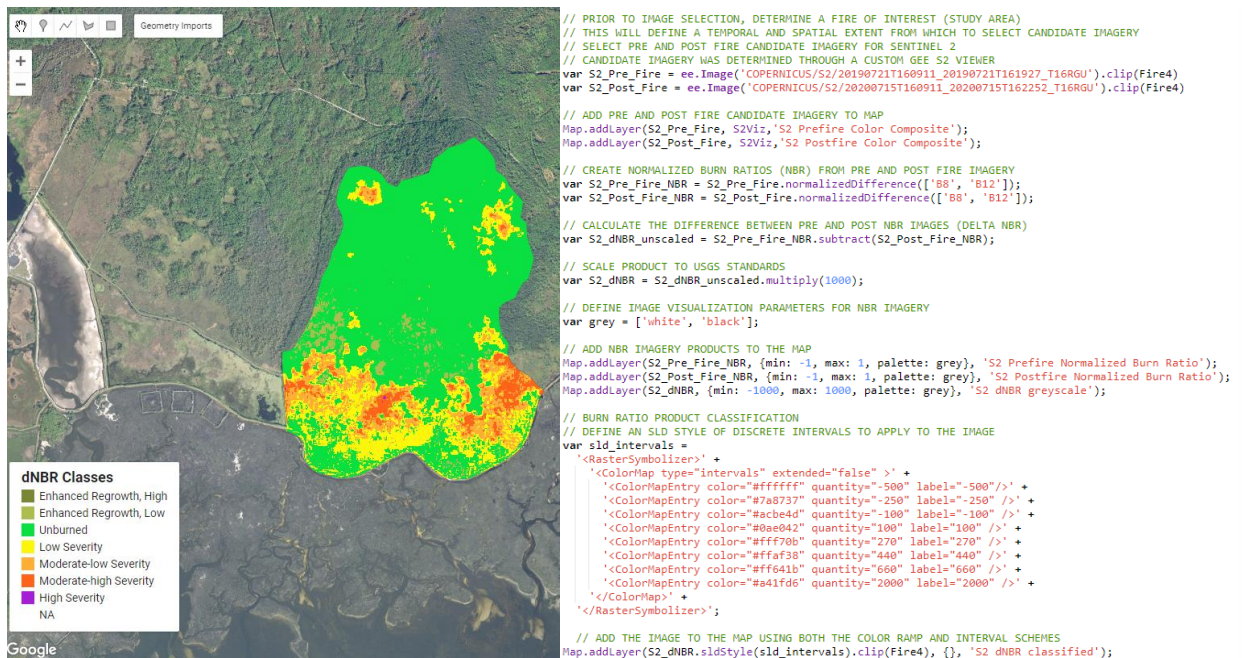 Geometry Imports
+
−
dNBR Classes
Enhanced Regrowth, High
Enhanced Regrowth, Low
Unburned
Low Severity
Moderate-low Severity
Moderate-high Severity
High Severity
NA
Google
// PRIOR TO IMAGE SELECTION, DETERMINE A FIRE OF INTEREST (STUDY AREA)
// THIS WILL DEFINE A TEMPORAL AND SPATIAL EXTENT FROM WHICH TO SELECT CANDIDATE IMAGERY
// SELECT PRE AND POST FIRE CANDIDATE IMAGERY FOR SENTINEL 2
// CANDIDATE IMAGERY WAS DETERMINED THROUGH A CUSTOM GEE S2 VIEWER
var S2_Pre_Fire = ee.Image('COPERNICUS/S2/20190721T160911_20190721T161927_T16RGU').clip(Fire4)
var S2_Post_Fire = ee.Image('COPERNICUS/S2/20200715T160911_20200715T162252_T16RGU').clip(Fire4)
// ADD PRE AND POST FIRE CANDIDATE IMAGERY TO MAP
Map.addLayer(S2_Pre_Fire, S2Viz,'S2 Prefire Color Composite');
Map.addLayer(S2_Post_Fire, S2Viz,'S2 Postfire Color Composite');
// CREATE NORMALIZED BURN RATIOS (NBR) FROM PRE AND POST FIRE IMAGERY
var S2_Pre_Fire_NBR = S2_Pre_Fire.normalizedDifference(['B8', 'B12']);
var S2_Post_Fire_NBR = S2_Post_Fire.normalizedDifference(['B8', 'B12']);
// CALCULATE THE DIFFERENCE BETWEEN PRE AND POST NBR IMAGES (DELTA NBR)
var S2_dNBR_unscaled = S2_Pre_Fire_NBR.subtract(S2_Post_Fire_NBR);
// SCALE PRODUCT TO USGS STANDARDS
var S2_dNBR = S2_dNBR_unscaled.multiply(1000);
// DEFINE IMAGE VISUALIZATION PARAMETERS FOR NBR IMAGERY
var grey = ['white', 'black'];
// ADD NBR IMAGERY PRODUCTS TO THE MAP
Map.addLayer(S2_Pre_Fire_NBR, {min: -1, max: 1, palette: grey}, 'S2 Prefire Normalized Burn Ratio');
Map.addLayer(S2_Post_Fire_NBR, {min: -1, max: 1, palette: grey}, 'S2 Postfire Normalized Burn Ratio');
Map.addLayer(S2_dNBR, {min: -1000, max: 1000, palette: grey}, 'S2 dNBR greyscale');
// BURN RATIO PRODUCT CLASSIFICATION
// DEFINE AN SLD STYLE OF DISCRETE INTERVALS TO APPLY TO THE IMAGE
var sld_intervals =
'<RasterSymbolizer>' +
'<ColorMap type="intervals" extended="false" >' +
'<ColorMapEntry color="#ffffff" quantity="-500" label="-500"/>' +
'<ColorMapEntry color="#7a8737" quantity="-250" label="-250" />' +
'<ColorMapEntry color="#acbe4d" quantity="-100" label="-100" />' +
'<ColorMapEntry color="#0ae042" quantity="100" label="100" />' +
'<ColorMapEntry color="#fff70b" quantity="270" label="270" />' +
'<ColorMapEntry color="#ffaf38" quantity="440" label="440" />' +
'<ColorMapEntry color="#ff641b" quantity="660" label="660" />' +
'<ColorMapEntry color="#a41fd6" quantity="2000" label="2000" />' +
'</ColorMap>' +
'</RasterSymbolizer>';
// ADD THE IMAGE TO THE MAP USING BOTH THE COLOR RAMP AND INTERVAL SCHEMES
Map.addLayer(S2_dNBR.sldStyle(sld_intervals).clip(Fire4), {}, 'S2 dNBR classified');